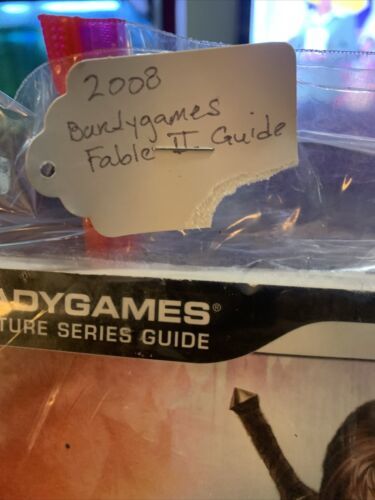 2008
Bandygames
Fable II Guide
ADYGAMES®
TURE SERIES GUIDE